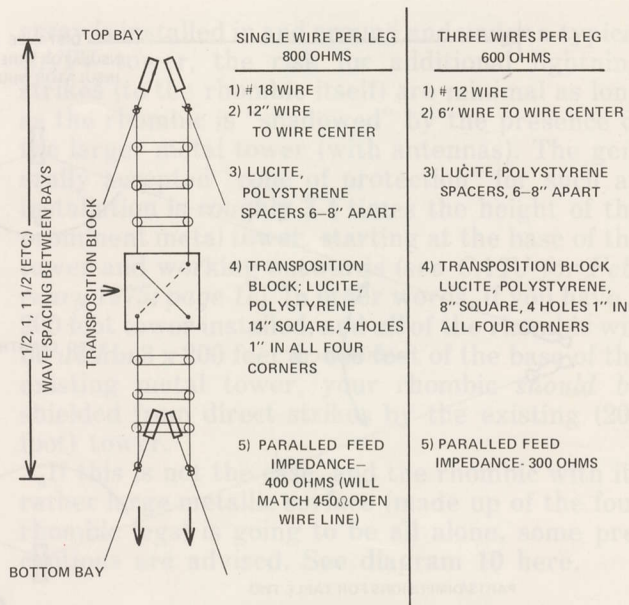 TOP BAY
1/2, 1, 1-1/2 (ETC.)
WAVE SPACING BETWEEN BAYS
TRANSPOSITION BLOCK
BOTTOM BAY
SINGLE WIRE PER LEG
800 OHMS
1) # 18 WIRE
2) 12" WIRE
TO WIRE CENTER
3) LUCITE,
POLYSTYRENE
SPACERS 6–8" APART
4) TRANSPOSITION
BLOCK; LUCITE,
POLYSTYRENE
14" SQUARE, 4 HOLES
1" IN ALL FOUR
CORNERS
5) PARALLED FEED
IMPEDANCE –
400 OHMS (WILL
MATCH 450Ω OPEN
WIRE LINE)
THREE WIRES PER LEG
600 OHMS
1) # 12 WIRE
2) 6" WIRE TO WIRE CENTER
3) LUCITE, POLYSTYRENE
SPACERS, 6–8" APART
4) TRANSPOSITION BLOCK
LUCITE, POLYSTYRENE,
8" SQUARE, 4 HOLES 1" IN
ALL FOUR CORNERS
5) PARALLED FEED
IMPEDANCE- 300 OHMS